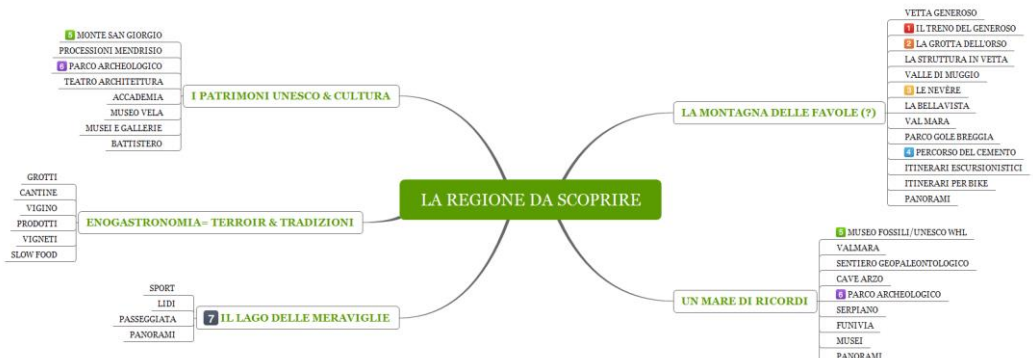 LA REGIONE DA SCOPRIRE
I PATRIMONI UNESCO & CULTURA
5 MONTE SAN GIORGIO
PROCESSIONI MENDRISIO
6 PARCO ARCHEOLOGICO
TEATRO ARCHITETTURA
ACCADEMIA
MUSEO VELA
MUSEI E GALLERIE
BATTISTERO
ENOGASTRONOMIA= TERROIR & TRADIZIONI
GROTTI
CANTINE
VIGINO
PRODOTTI
VIGNETI
SLOW FOOD
7 IL LAGO DELLE MERAVIGLIE
SPORT
LIDI
PASSEGGIATA
PANORAMI
LA MONTAGNA DELLE FAVOLE (?)
VETTA GENEROSO
1 IL TRENO DEL GENEROSO
2 LA GROTTA DELL'ORSO
LA STRUTTURA IN VETTA
VALLE DI MUGGIO
3 LE NEVÈRE
LA BELLAVISTA
VAL MARA
PARCO GOLE BREGGIA
4 PERCORSO DEL CEMENTO
ITINERARI ESCURSIONISTICI
ITINERARI PER BIKE
PANORAMI
UN MARE DI RICORDI
5 MUSEO FOSSILI/UNESCO WHL
VALMARA
SENTIERO GEOPALEONTOLOGICO
CAVE ARZO
6 PARCO ARCHEOLOGICO
SERPIANO
FUNIVIA
MUSEI
PANORAMI